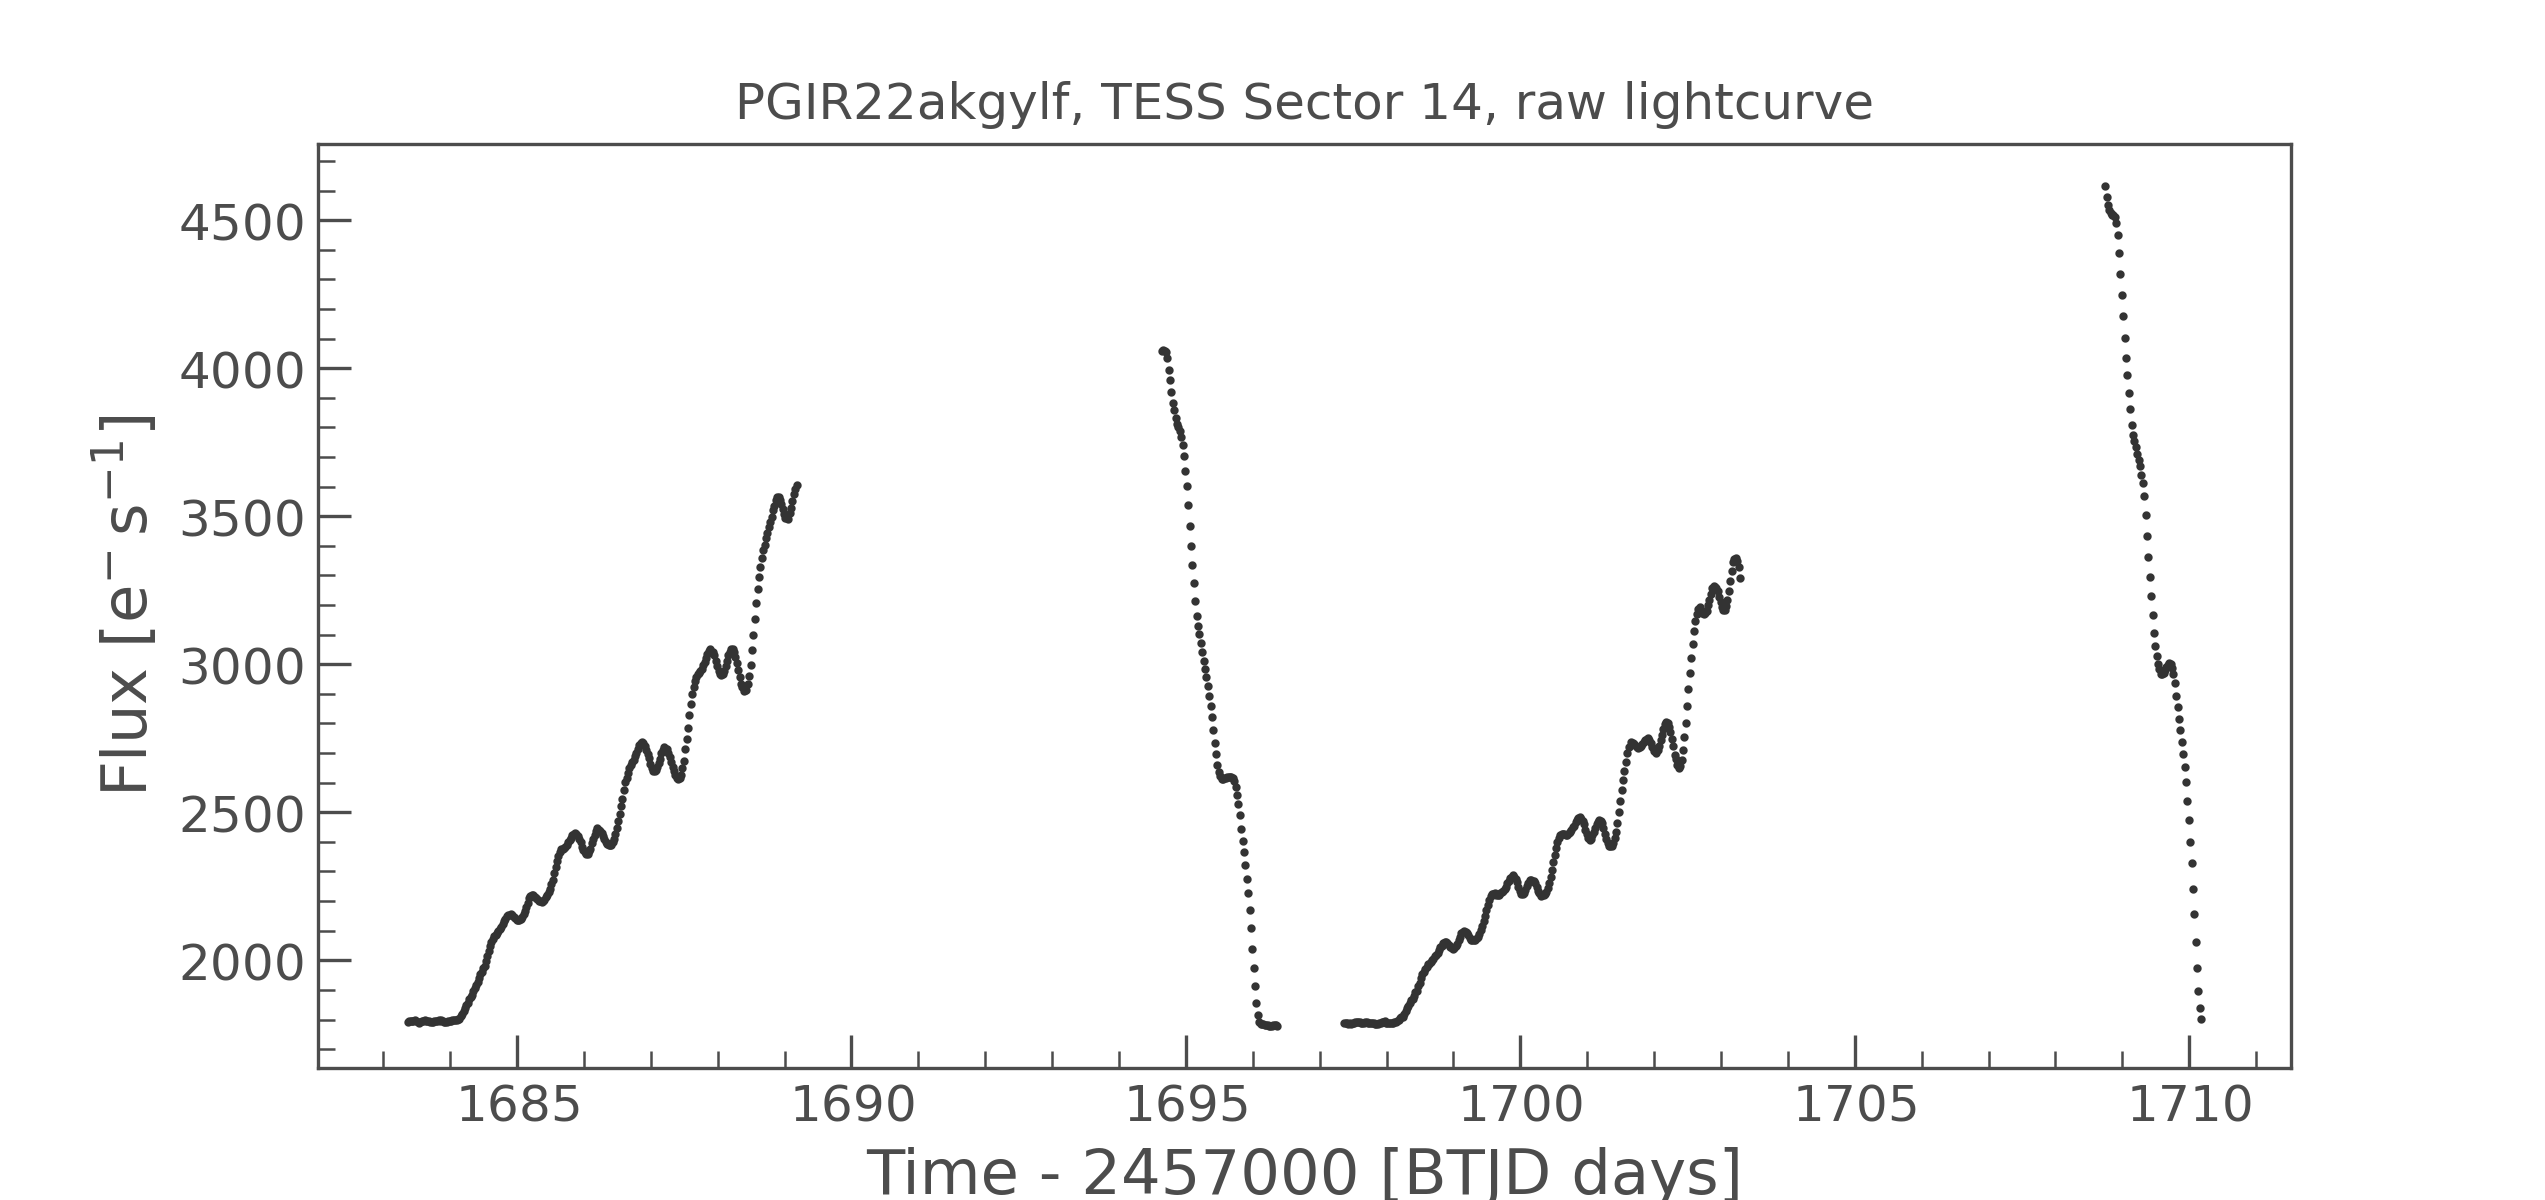 PGIR22akgylf, TESS Sector 14, raw lightcurve
4500
4000
3500
3000
2500
2000
Flux [e⁻ s⁻¹]
1685 1690 1695 1700 1705 1710
Time - 2457000 [BTJD days]